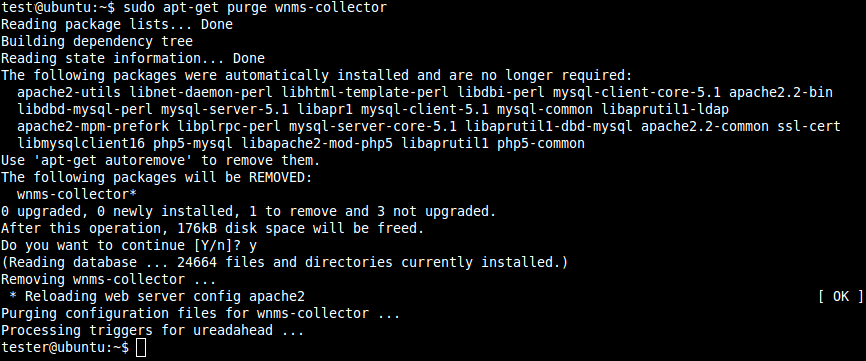 test@ubuntu:~$ sudo apt-get purge wnms-collector
Reading package lists... Done
Building dependency tree
Reading state information... Done
The following packages were automatically installed and are no longer required:
  apache2-utils libnet-daemon-perl libhtml-template-perl libdbi-perl mysql-client-core-5.1 apache2.2-bin
  libdbd-mysql-perl mysql-server-5.1 libapr1 mysql-client-5.1 mysql-common libaprutil1-ldap
  apache2-mpm-prefork libplrpc-perl mysql-server-core-5.1 libaprutil1-dbd-mysql apache2.2-common ssl-cert
  libmysqlclient16 php5-mysql libapache2-mod-php5 libaprutil1 php5-common
Use 'apt-get autoremove' to remove them.
The following packages will be REMOVED:
  wnms-collector*
0 upgraded, 0 newly installed, 1 to remove and 3 not upgraded.
After this operation, 176kB disk space will be freed.
Do you want to continue [Y/n]? y
(Reading database ... 24664 files and directories currently installed.)
Removing wnms-collector ...
 * Reloading web server config apache2 [ OK ]
Purging configuration files for wnms-collector ...
Processing triggers for ureadahead ...
tester@ubuntu:~$